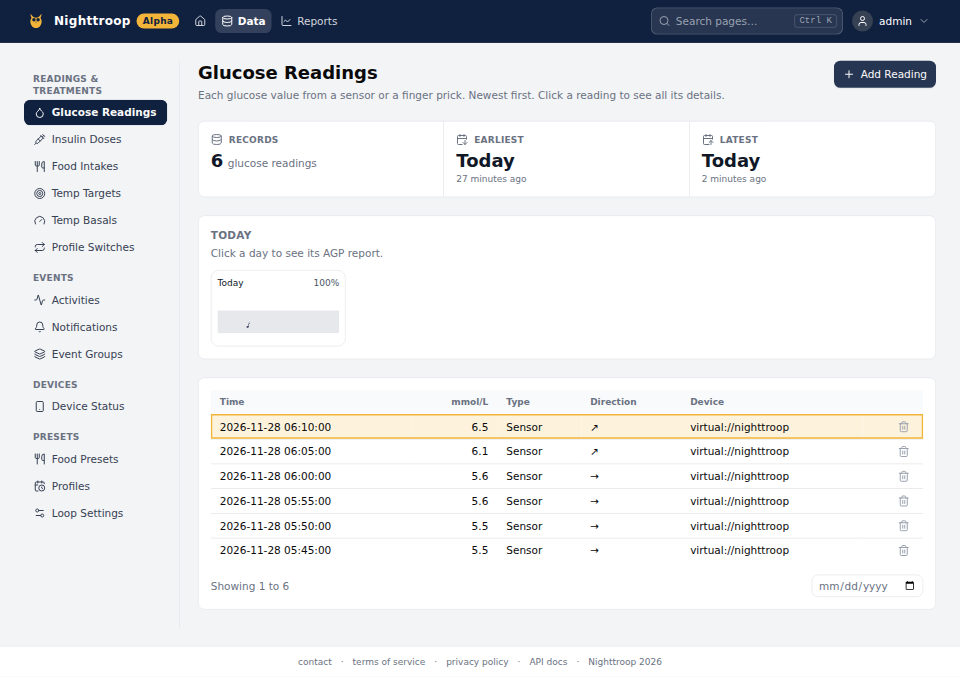 Nighttroop Alpha Data Reports Search pages... Ctrl K admin
READINGS &
TREATMENTS
Glucose Readings
Insulin Doses
Food Intakes
Temp Targets
Temp Basals
Profile Switches
EVENTS
Activities
Notifications
Event Groups
DEVICES
Device Status
PRESETS
Food Presets
Profiles
Loop Settings
Glucose Readings
Add Reading
Each glucose value from a sensor or a finger prick. Newest first. Click a reading to see all its details.
RECORDS
6 glucose readings
EARLIEST
Today
27 minutes ago
LATEST
Today
2 minutes ago
TODAY
Click a day to see its AGP report.
Today 100%
Time mmol/L Type Direction Device
2026-11-28 06:10:00 6.5 Sensor ↗ virtual://nighttroop
2026-11-28 06:05:00 6.1 Sensor ↗ virtual://nighttroop
2026-11-28 06:00:00 5.6 Sensor → virtual://nighttroop
2026-11-28 05:55:00 5.6 Sensor → virtual://nighttroop
2026-11-28 05:50:00 5.5 Sensor → virtual://nighttroop
2026-11-28 05:45:00 5.5 Sensor → virtual://nighttroop
Showing 1 to 6 mm/dd/yyyy
contact · terms of service · privacy policy · API docs · Nighttroop 2026